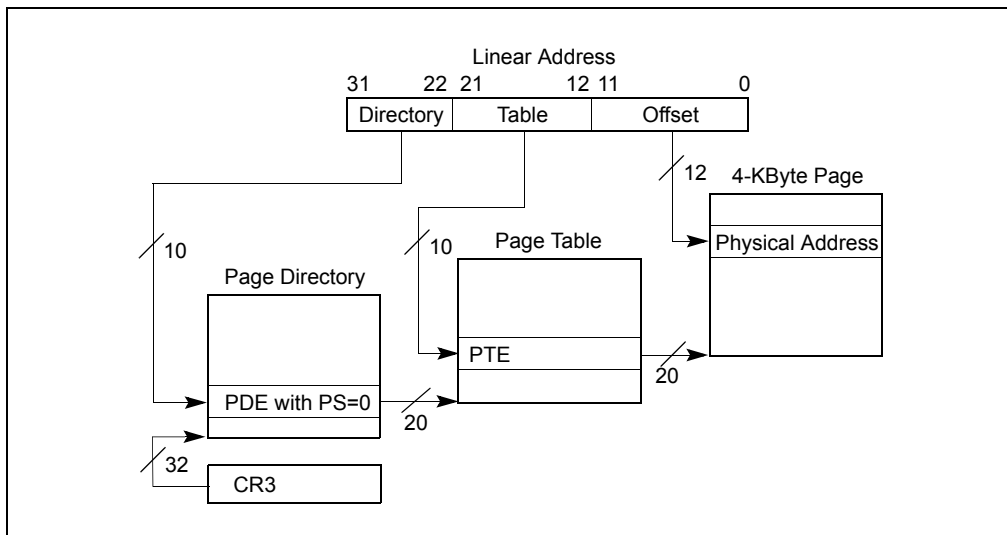 Linear Address
31 22 21 12 11 0
Directory Table Offset
12
4-KByte Page
Physical Address
10
10
Page Table
Page Directory
PTE
20
PDE with PS=0
20
32
CR3